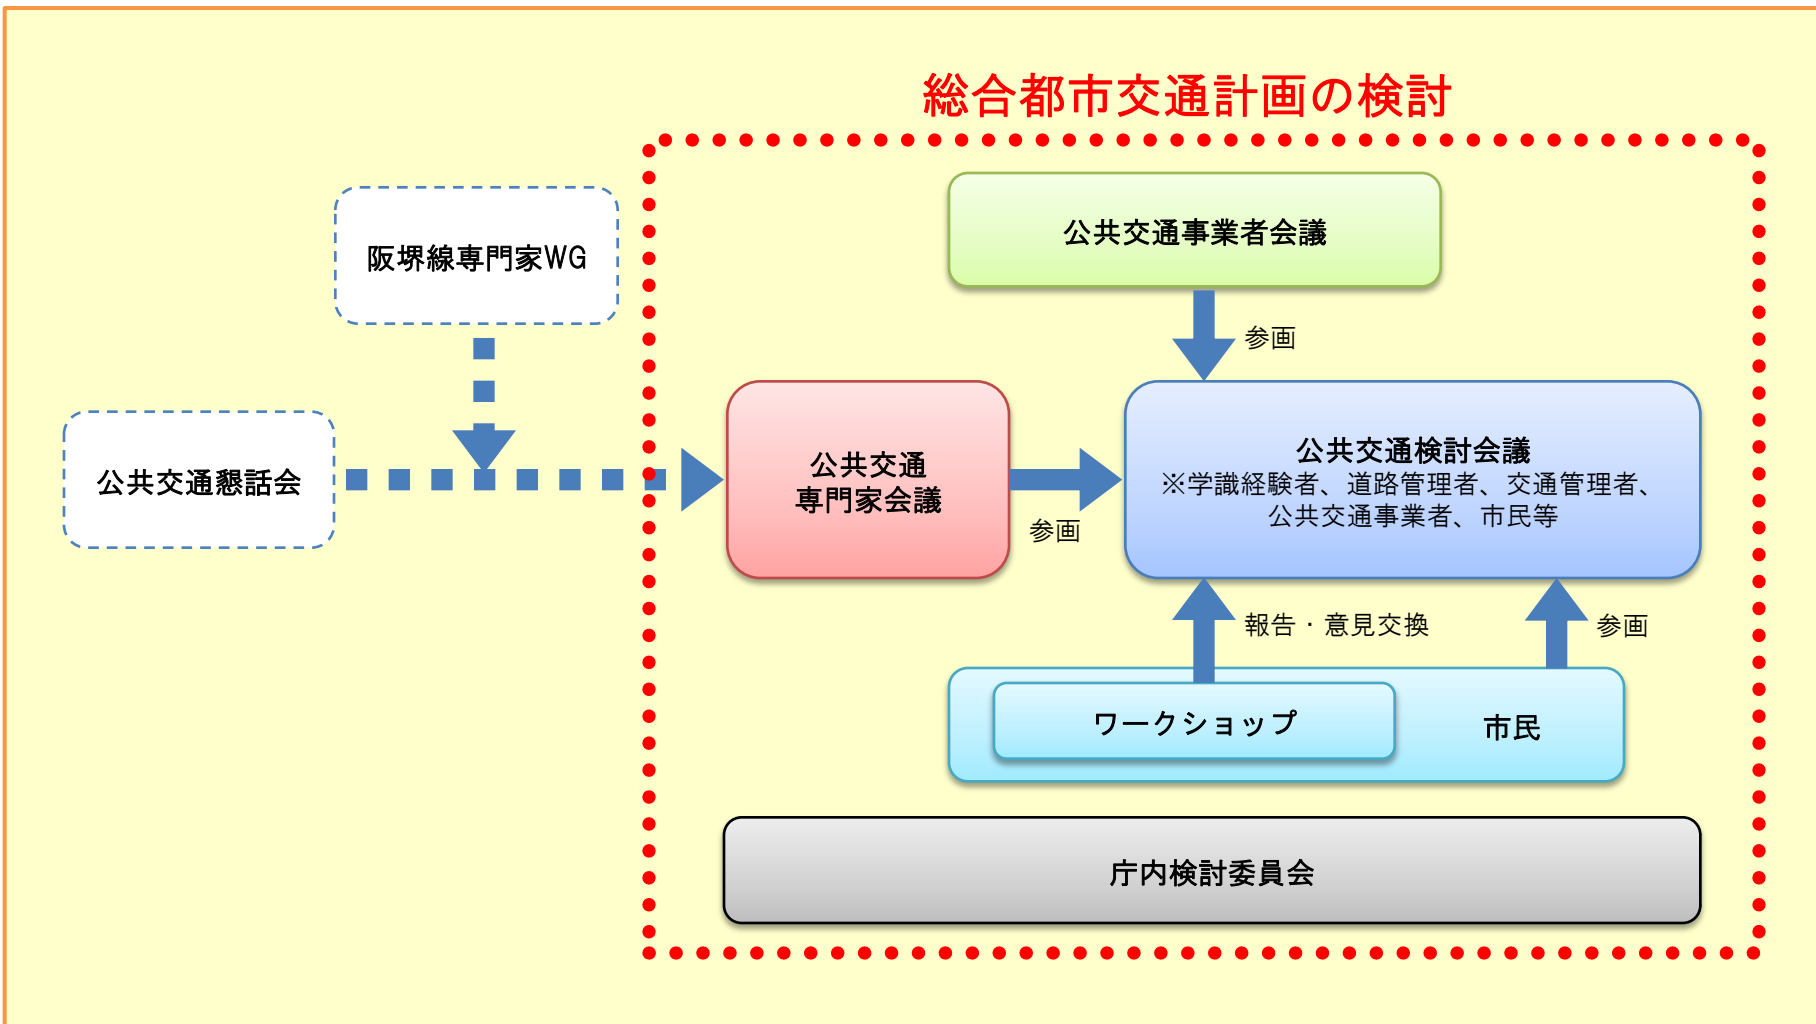 総合都市交通計画の検討
公共交通事業者会議
阪堺線専門家WG
参画
公共交通懇話会
公共交通
専門家会議
参画
公共交通検討会議
※学識経験者、道路管理者、交通管理者、
公共交通事業者、市民等
報告・意見交換
参画
ワークショップ
市民
庁内検討委員会